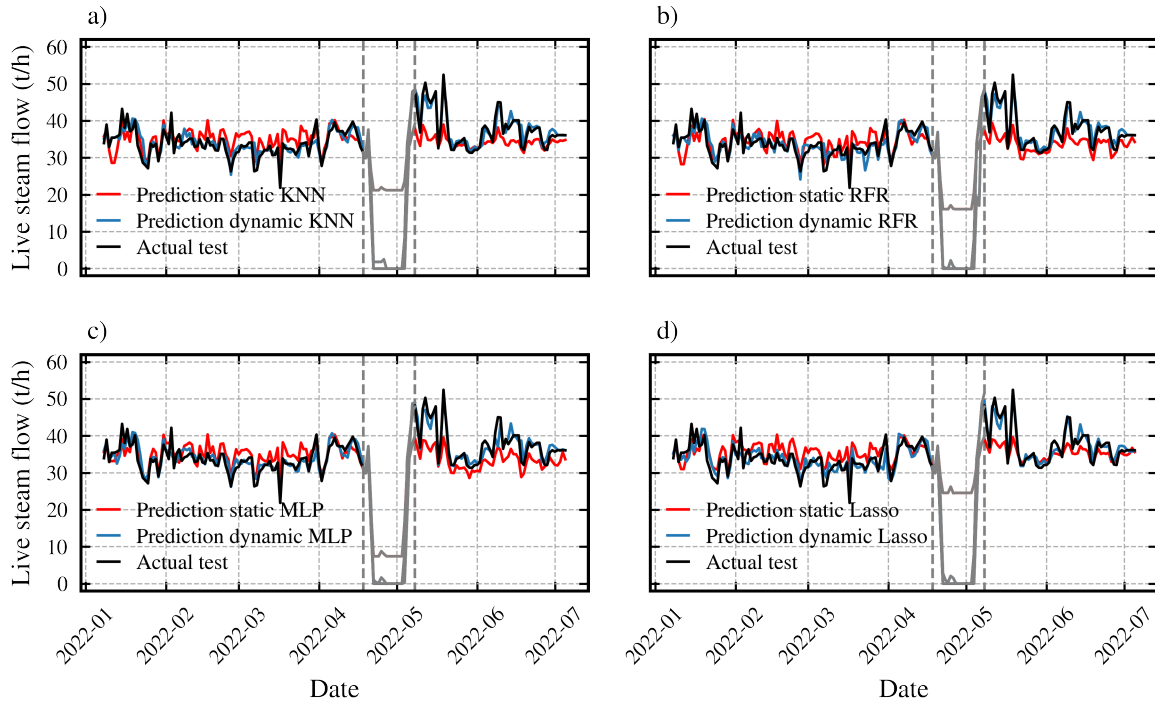 a)
Live steam flow (t/h)
60
50
40
30
20
10
0
Prediction static KNN
Prediction dynamic KNN
Actual test
b)
Prediction static RFR
Prediction dynamic RFR
Actual test
c)
Live steam flow (t/h)
60
50
40
30
20
10
0
Prediction static MLP
Prediction dynamic MLP
Actual test
2022-01
2022-02
2022-03
2022-04
2022-05
2022-06
2022-07
Date
d)
Prediction static Lasso
Prediction dynamic Lasso
Actual test
2022-01
2022-02
2022-03
2022-04
2022-05
2022-06
2022-07
Date